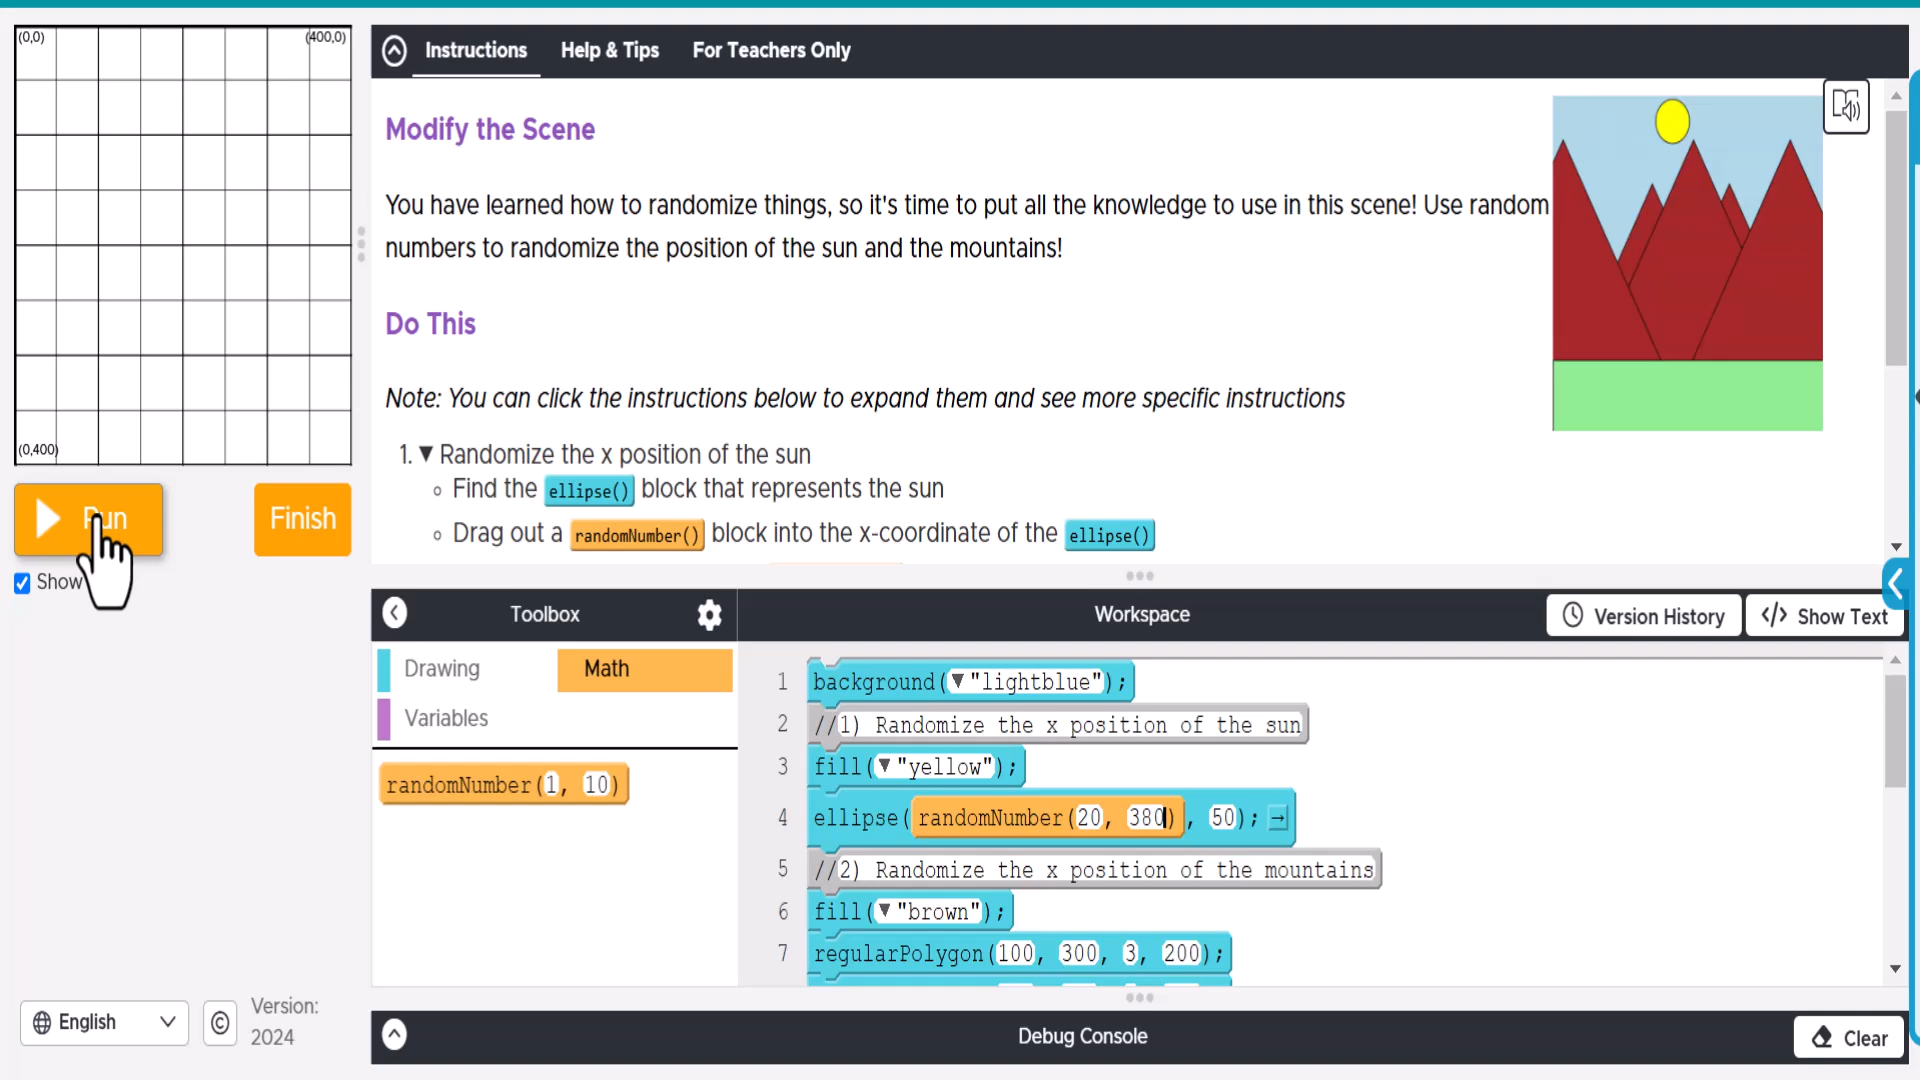 (0,0)
(400,0)
(0,400)
Run
Finish
Show
English
Version:
2024
Instructions
Help & Tips
For Teachers Only
Modify the Scene
You have learned how to randomize things, so it's time to put all the knowledge to use in this scene! Use random
numbers to randomize the position of the sun and the mountains!
Do This
Note: You can click the instructions below to expand them and see more specific instructions
1. ▼ Randomize the x position of the sun
Find the ellipse() block that represents the sun
Drag out a randomNumber() block into the x-coordinate of the ellipse()
Toolbox
Drawing
Math
Variables
randomNumber(1, 10)
Workspace
Version History
</> Show Text
1 background(▼"lightblue");
2 //1) Randomize the x position of the sun
3 fill(▼"yellow");
4 ellipse(randomNumber(20, 380), 50); →
5 //2) Randomize the x position of the mountains
6 fill(▼"brown");
7 regularPolygon(100, 300, 3, 200);
Debug Console
Clear